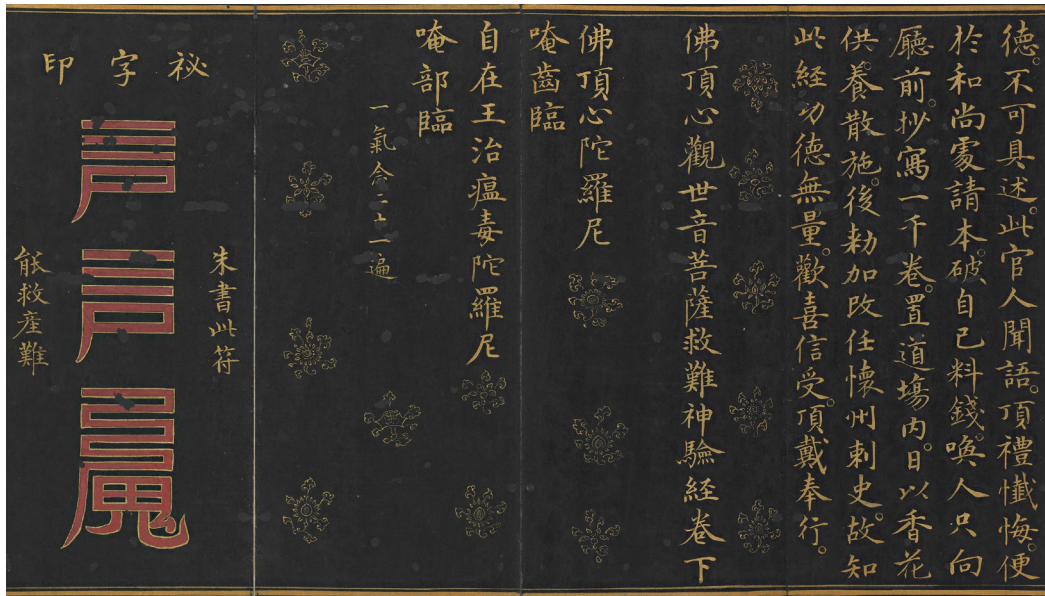 德。不可具述。此官人聞語。頂禮懺悔。便
於和尚處請本。破自己料錢。喚人只向
廳前。抄寫一千卷。置道場內。日以香花
供養散施。後勑加改任懷州刺史。故知
此經功德無量。歡喜信受。頂戴奉行。
佛頂心觀世音菩薩救難神驗經卷下
佛頂心陀羅尼
唵齒臨
自在王治瘟毒陀羅尼
唵部臨
一氣念二十一遍
祕字印
朱書此符
能救產難